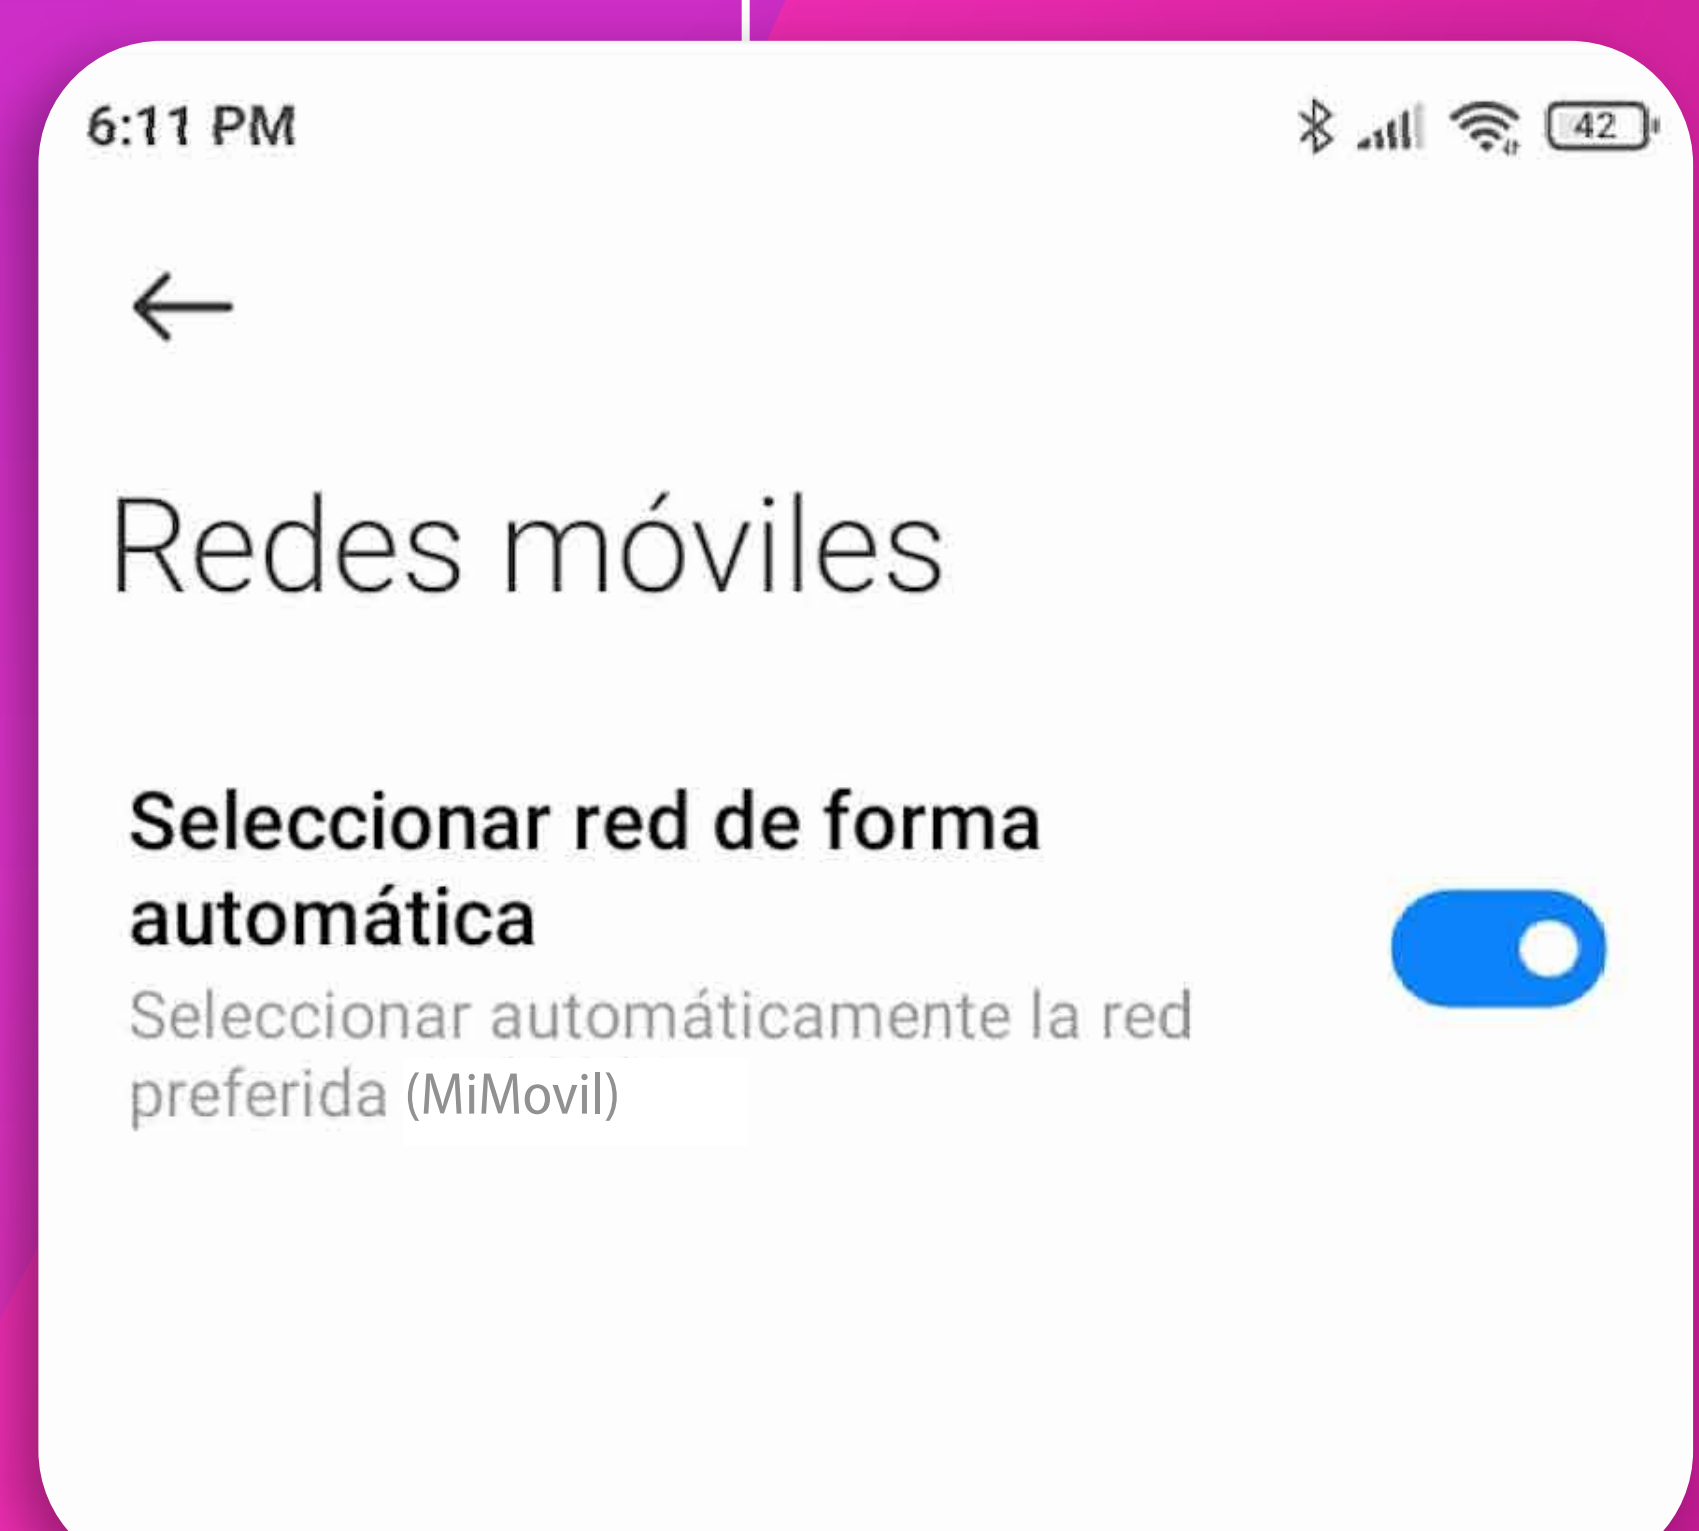 6:11 PM 42
Redes móviles
Seleccionar red de forma
automática
Seleccionar automáticamente la red
preferida (MiMovil)